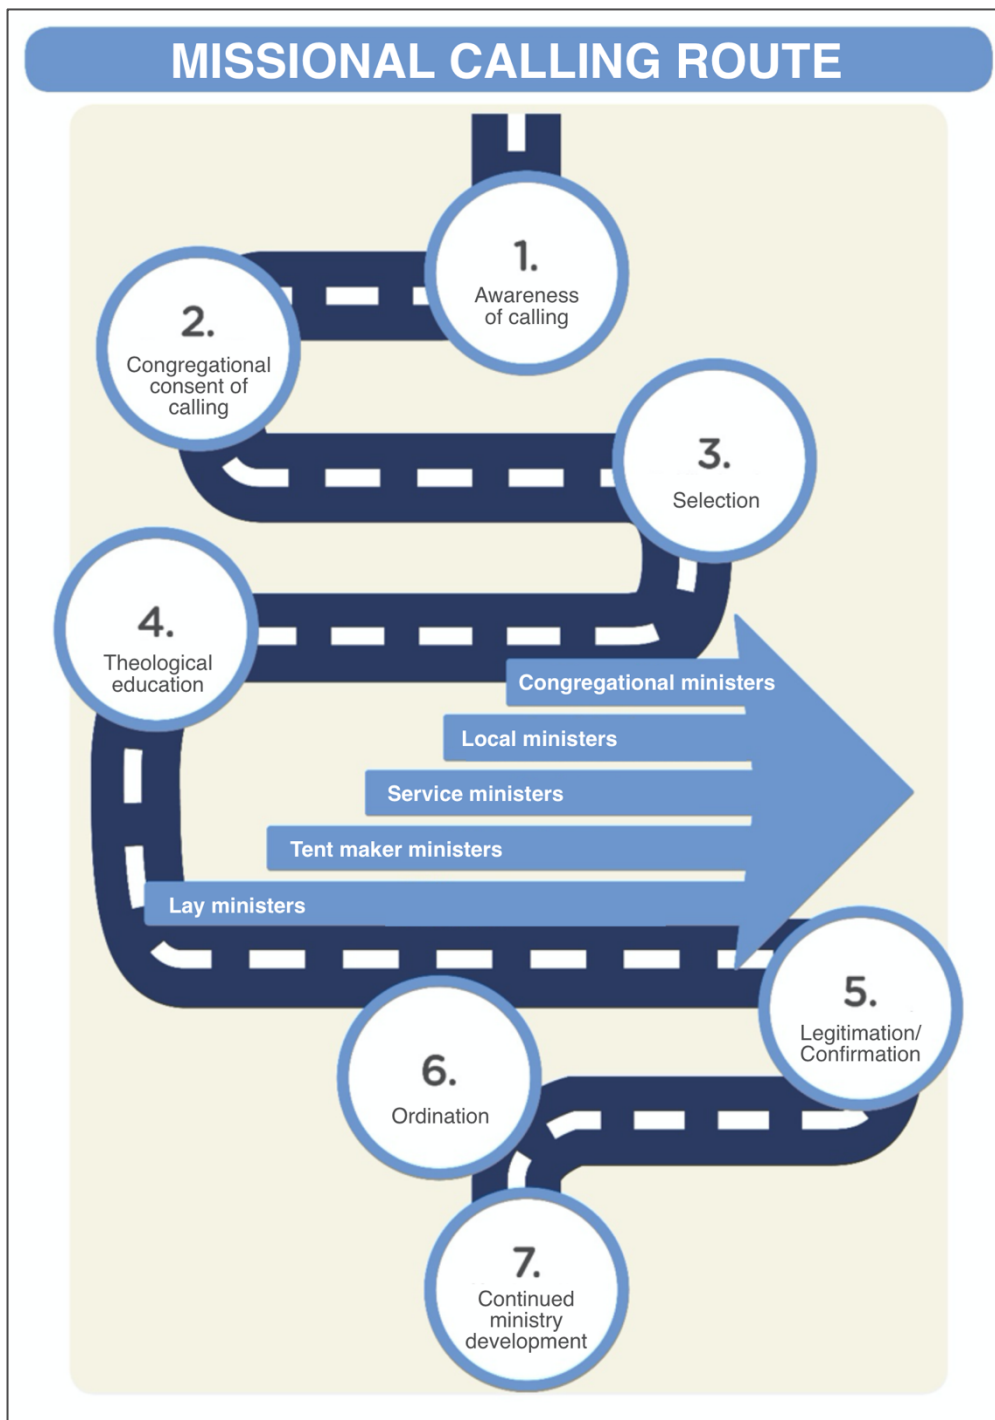 MISSIONAL CALLING ROUTE
1.
Awareness
of calling
2.
Congregational
consent of
calling
3.
Selection
4.
Theological
education
Congregational ministers
Local ministers
Service ministers
Tent maker ministers
Lay ministers
5.
Legitimation/
Confirmation
6.
Ordination
7.
Continued
ministry
development